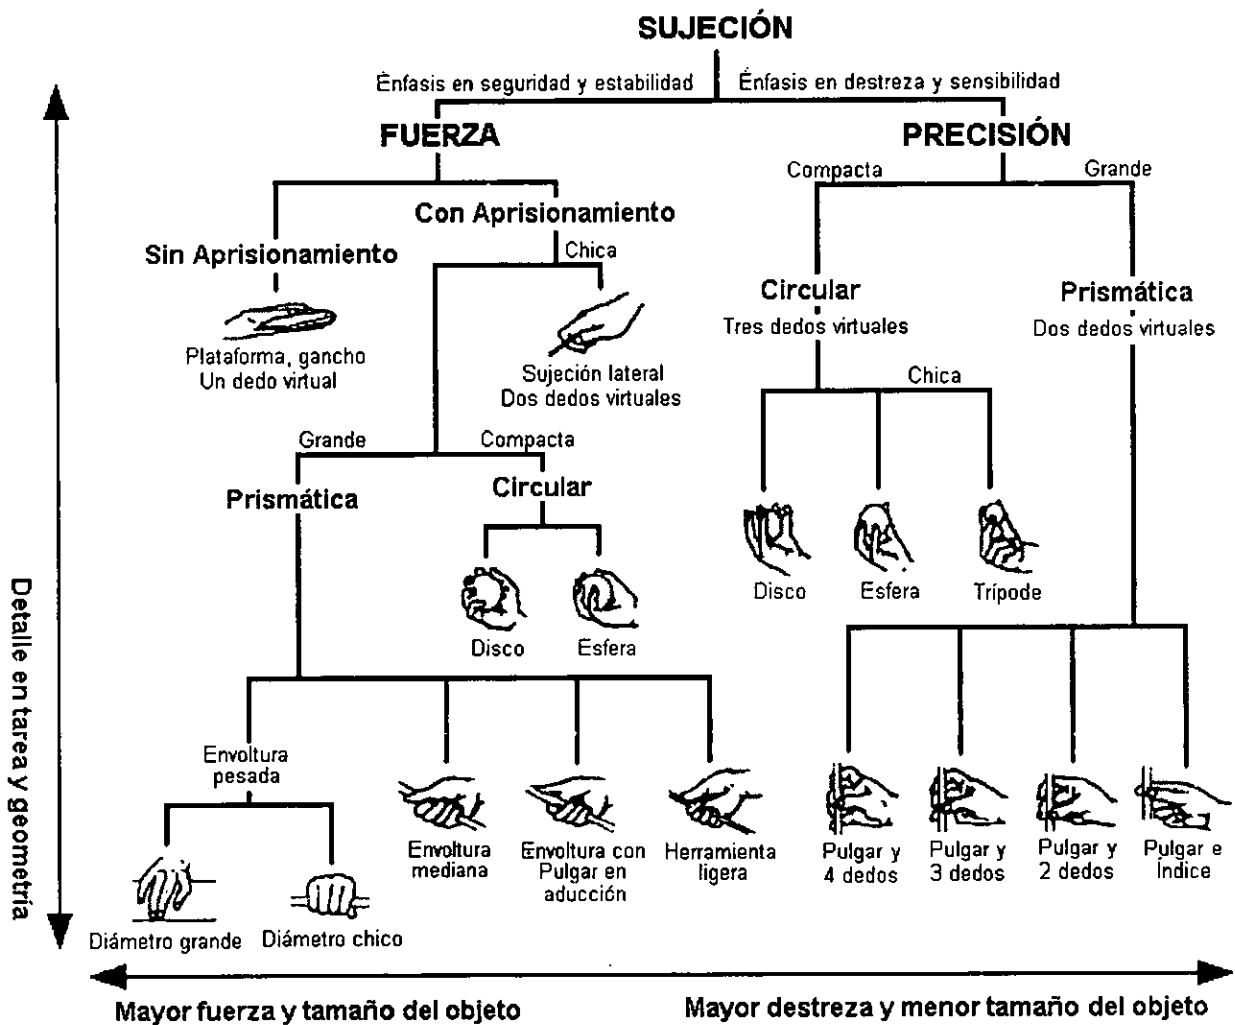 SUJECIÓN
Énfasis en seguridad y estabilidad
Énfasis en destreza y sensibilidad
FUERZA
PRECISIÓN
Compacta
Grande
Con Aprisionamiento
Sin Aprisionamiento
Chica
Circular
Tres dedos virtuales
Prismática
Dos dedos virtuales
Plataforma, gancho
Un dedo virtual
Sujeción lateral
Dos dedos virtuales
Chica
Grande
Compacta
Prismática
Circular
Disco
Esfera
Trípode
Disco
Esfera
Detalle en tarea y geometría
Envoltura
pesada
Envoltura
mediana
Envoltura con
Pulgar en
aducción
Herramienta
ligera
Pulgar y
4 dedos
Pulgar y
3 dedos
Pulgar y
2 dedos
Pulgar e
Índice
Diámetro grande
Diámetro chico
Mayor fuerza y tamaño del objeto
Mayor destreza y menor tamaño del objeto